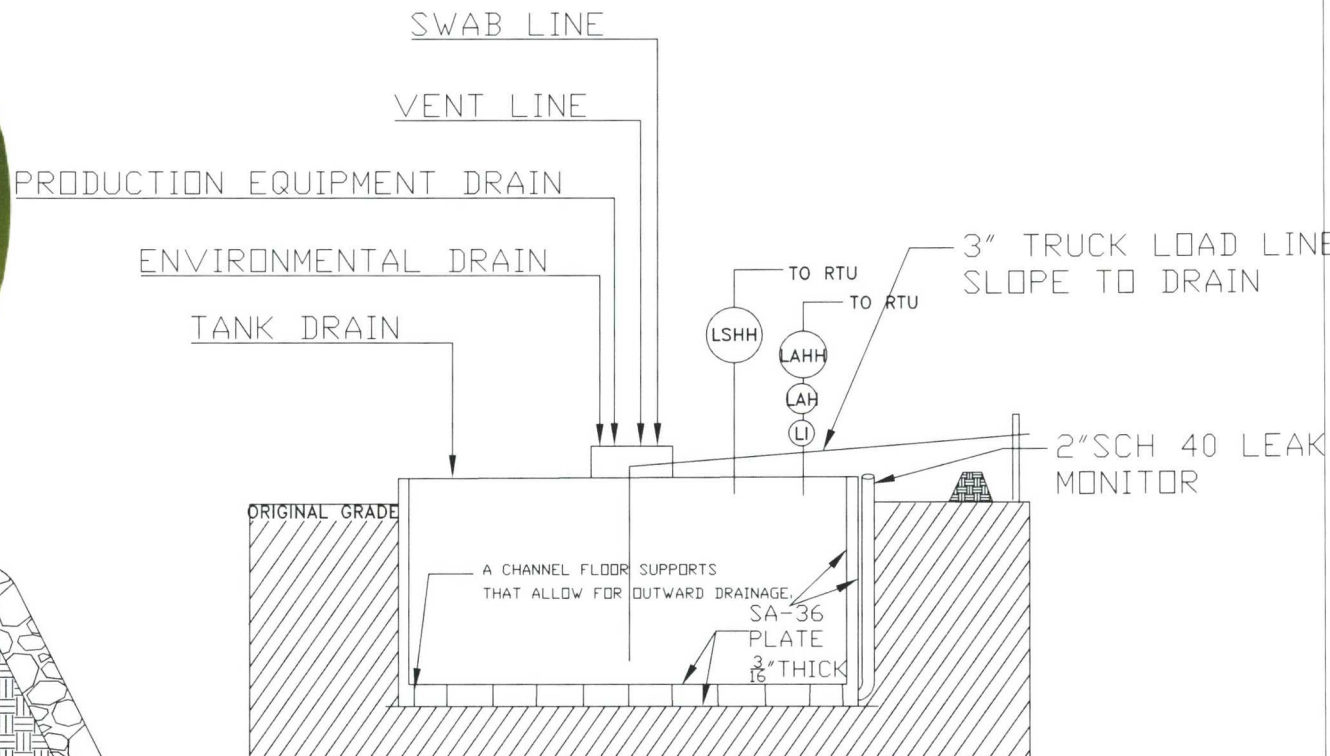 SWAB LINE
VENT LINE
PRODUCTION EQUIPMENT DRAIN
ENVIRONMENTAL DRAIN
TANK DRAIN
TO RTU
TO RTU
LSHH
LAHH
LAH
LI
3" TRUCK LOAD LINE
SLOPE TO DRAIN
2"SCH 40 LEAK
MONITOR
ORIGINAL GRADE
A CHANNEL FLOOR SUPPORTS
THAT ALLOW FOR OUTWARD DRAINAGE.
SA-36
PLATE
3/16" THICK